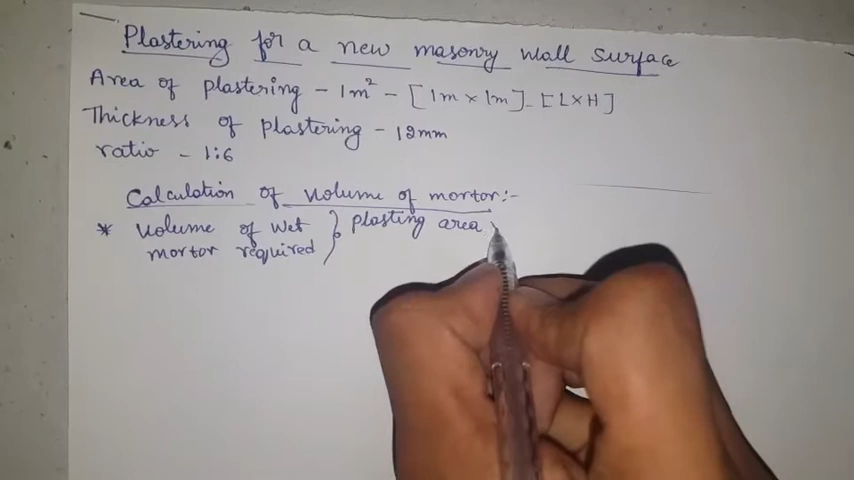 Plastering for a new masonry wall surface
Area of plastering - 1m² - [1m × 1m] - [L×H]
Thickness of plastering - 12mm
ratio - 1:6
Calculation of volume of mortor:-
* Volume of wet } plasting area
mortor required